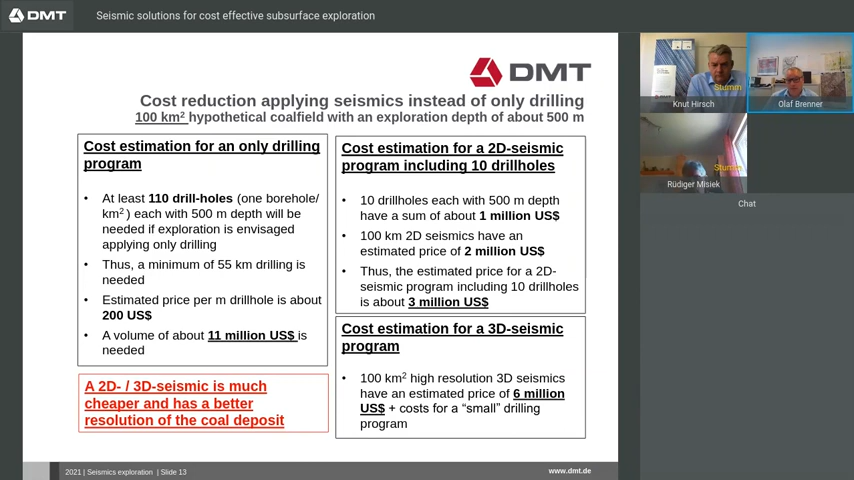 DMT
Seismic solutions for cost effective subsurface exploration
DMT
Cost reduction applying seismics instead of only drilling
100 km² hypothetical coalfield with an exploration depth of about 500 m
Cost estimation for an only drilling
program
• At least 110 drill-holes (one borehole/
km² ) each with 500 m depth will be
needed if exploration is envisaged
applying only drilling
• Thus, a minimum of 55 km drilling is
needed
• Estimated price per m drillhole is about
200 US$
• A volume of about 11 million US$ is
needed
A 2D- / 3D-seismic is much
cheaper and has a better
resolution of the coal deposit
Cost estimation for a 2D-seismic
program including 10 drillholes
• 10 drillholes each with 500 m depth
have a sum of about 1 million US$
• 100 km 2D seismics have an
estimated price of 2 million US$
• Thus, the estimated price for a 2D-
seismic program including 10 drillholes
is about 3 million US$
Cost estimation for a 3D-seismic
program
• 100 km² high resolution 3D seismics
have an estimated price of 6 million
US$ + costs for a “small” drilling
program
2021 | Seismics exploration | Slide 13
www.dmt.de
Stumm
Knut Hirsch
Olaf Brenner
Stumm
Rüdiger Misiek
Chat